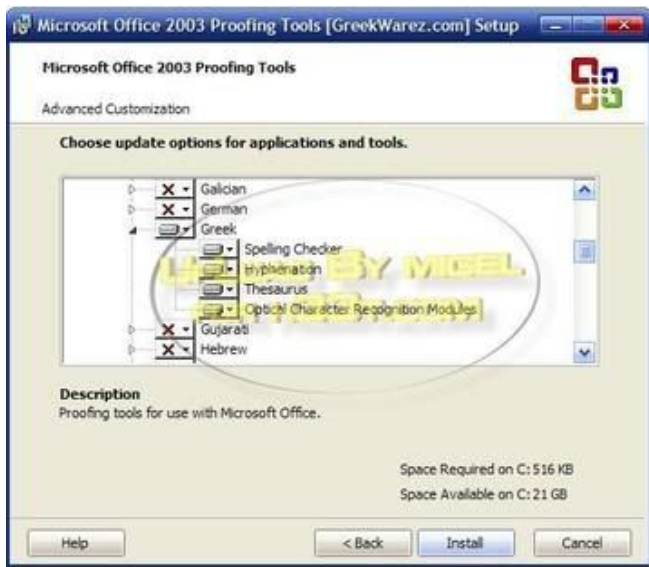 Microsoft Office 2003 Proofing Tools [GreekWarez.com] Setup
Microsoft Office 2003 Proofing Tools
Advanced Customization
Choose update options for applications and tools.
Galician
German
Greek
Spelling Checker
Hyphenation
Thesaurus
Optical Character Recognition Modules
Gujarati
Hebrew
By Migel
Description
Proofing tools for use with Microsoft Office.
Space Required on C: 516 KB
Space Available on C: 21 GB
Help
< Back
Install
Cancel